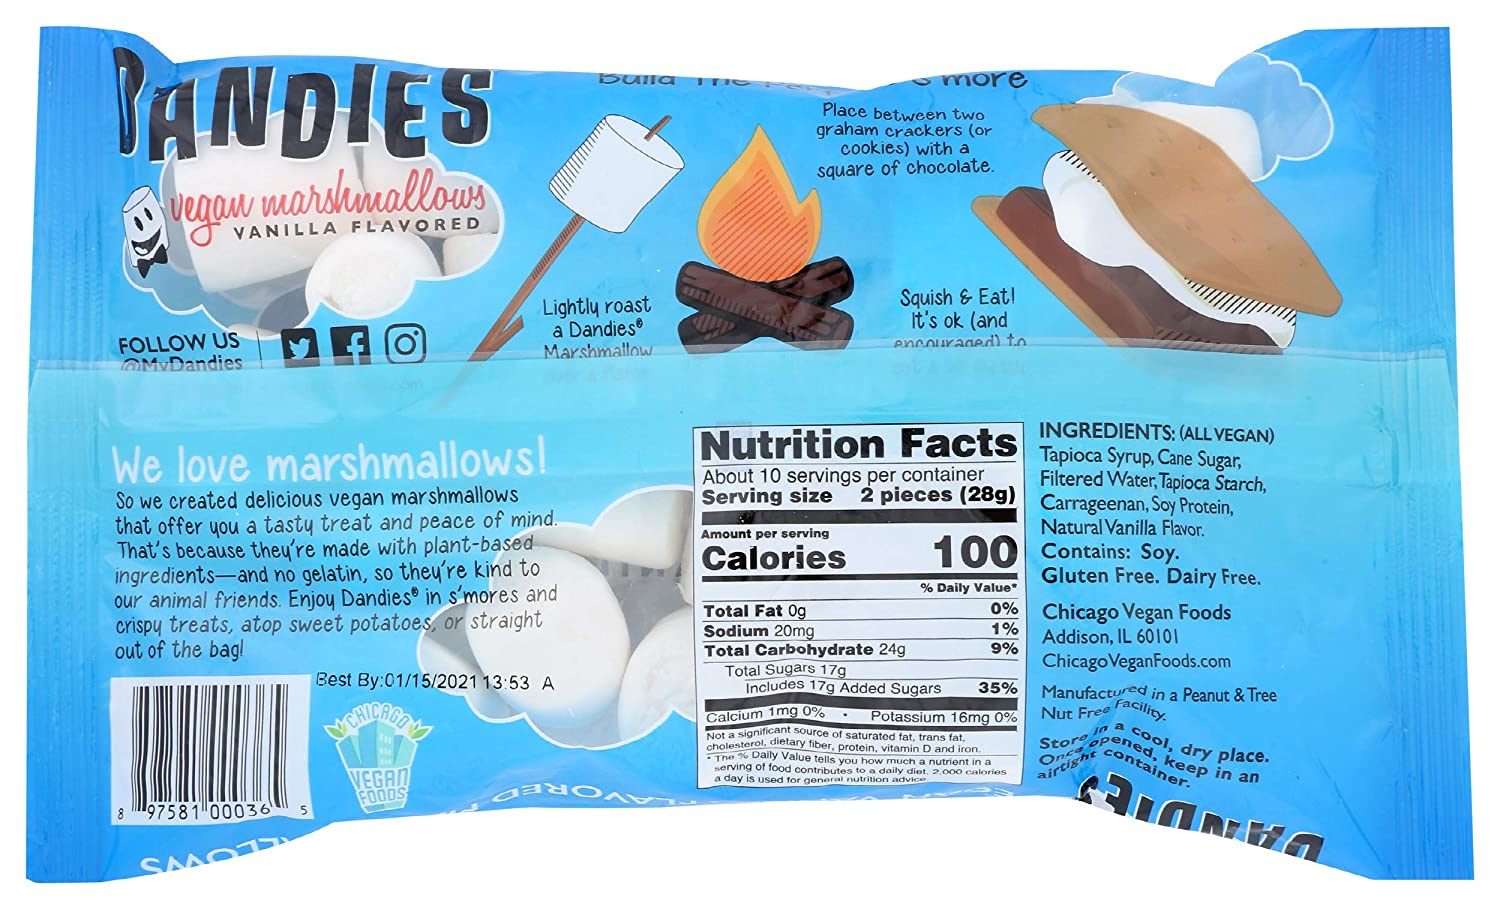 DANDIES
vegan marshmallows
VANILLA FLAVORED
FOLLOW US
@MyDandies
Build The
S'more
Place between two
graham crackers (or
cookies) with a
square of chocolate.
Lightly roast
a Dandies®
Marshmallow
Squish & Eat!
It's ok (and
encouraged) to
We love marshmallows!
So we created delicious vegan marshmallows
that offer you a tasty treat and peace of mind.
That's because they're made with plant-based
ingredients—and no gelatin, so they're kind to
our animal friends. Enjoy Dandies® in s'mores and
crispy treats, atop sweet potatoes, or straight
out of the bag!
Best By:01/15/2021 13:53 A
8 97581 00036 5
CHICAGO
VEGAN
FOODS
Nutrition Facts
About 10 servings per container
Serving size 2 pieces (28g)
Amount per serving
Calories 100
% Daily Value*
Total Fat 0g 0%
Sodium 20mg 1%
Total Carbohydrate 24g 9%
Total Sugars 17g
Includes 17g Added Sugars 35%
Calcium 1mg 0% • Potassium 16mg 0%
Not a significant source of saturated fat, trans fat,
cholesterol, dietary fiber, protein, vitamin D and iron.
* The % Daily Value tells you how much a nutrient in a
serving of food contributes to a daily diet. 2,000 calories
a day is used for general nutrition advice.
INGREDIENTS: (ALL VEGAN)
Tapioca Syrup, Cane Sugar,
Filtered Water, Tapioca Starch,
Carrageenan, Soy Protein,
Natural Vanilla Flavor.
Contains: Soy.
Gluten Free. Dairy Free.
Chicago Vegan Foods
Addison, IL 60101
ChicagoVeganFoods.com
Manufactured in a Peanut & Tree
Nut Free Facility.
Store in a cool, dry place.
Once opened, keep in an
airtight container.
DANDIES
FLAVORED